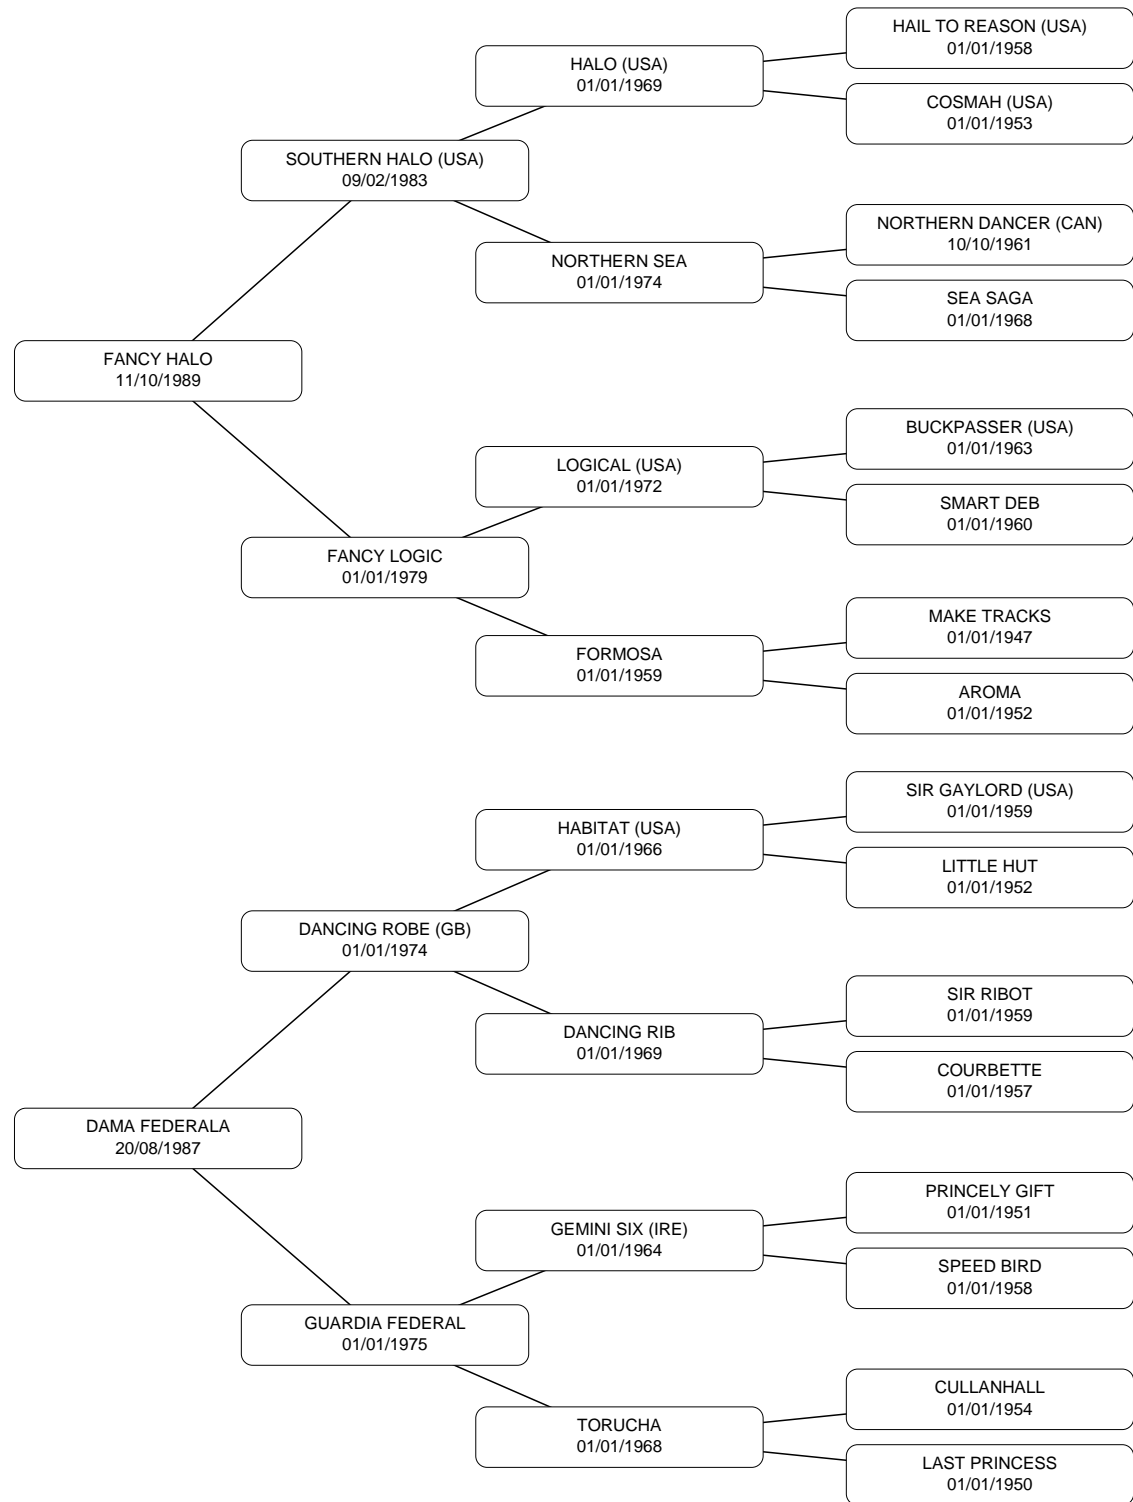 HAIL TO REASON (USA)
01/01/1958
HALO (USA)
01/01/1969
COSMAH (USA)
01/01/1953
SOUTHERN HALO (USA)
09/02/1983
NORTHERN DANCER (CAN)
10/10/1961
NORTHERN SEA
01/01/1974
SEA SAGA
01/01/1968
FANCY HALO
11/10/1989
BUCKPASSER (USA)
01/01/1963
LOGICAL (USA)
01/01/1972
SMART DEB
01/01/1960
FANCY LOGIC
01/01/1979
MAKE TRACKS
01/01/1947
FORMOSA
01/01/1959
AROMA
01/01/1952
SIR GAYLORD (USA)
01/01/1959
HABITAT (USA)
01/01/1966
LITTLE HUT
01/01/1952
DANCING ROBE (GB)
01/01/1974
SIR RIBOT
01/01/1959
DANCING RIB
01/01/1969
COURBETTE
01/01/1957
DAMA FEDERALA
20/08/1987
PRINCELY GIFT
01/01/1951
GEMINI SIX (IRE)
01/01/1964
SPEED BIRD
01/01/1958
GUARDIA FEDERAL
01/01/1975
CULLANHALL
01/01/1954
TORUCHA
01/01/1968
LAST PRINCESS
01/01/1950